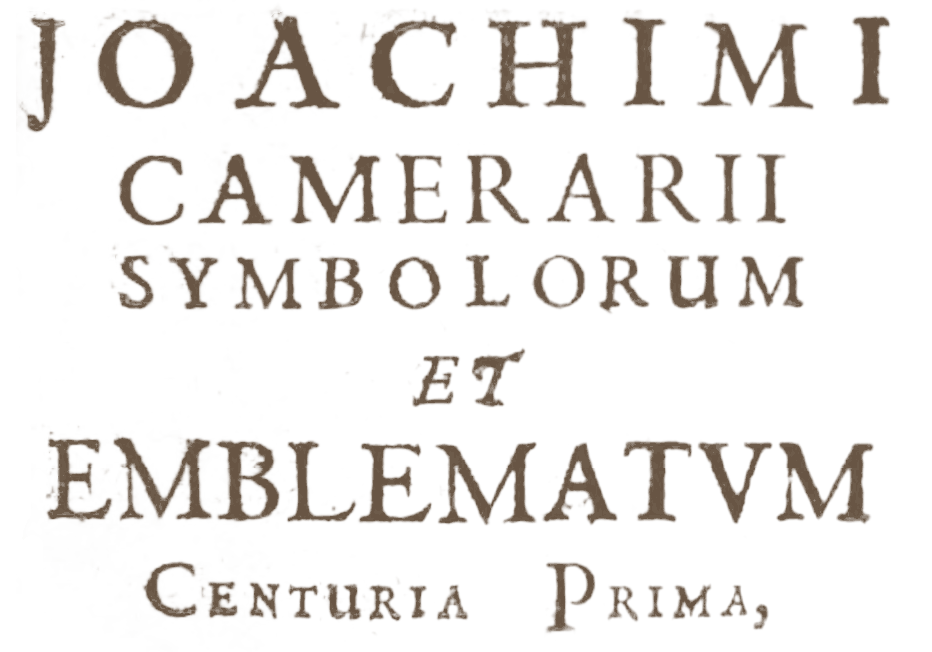 JOACHIMI
CAMERARII
SYMBOLORUM
ET
EMBLEMATVM
CENTURIA PRIMA,